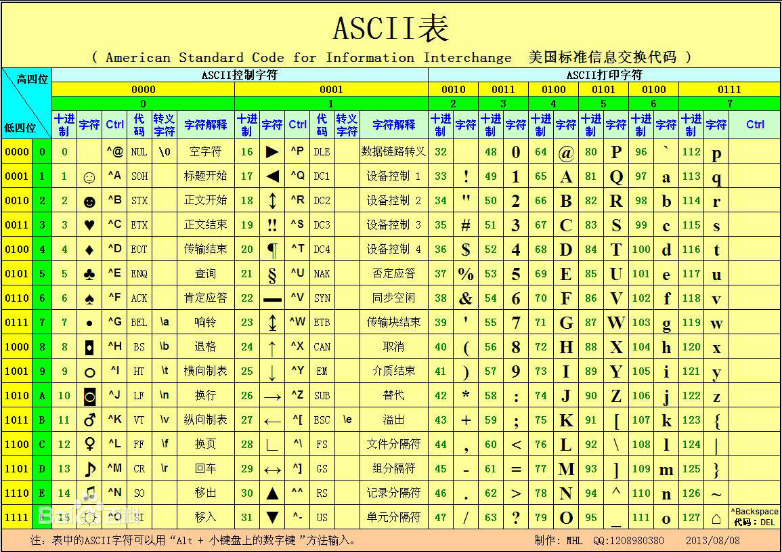 ASCII表
( American Standard Code for Information Interchange 美国标准信息交换代码 )
高四位 ASCII控制字符 ASCII打印字符
0000 0001 0010 0011 0100 0101 0100 0111
低四位 0 1 2 3 4 5 6 7
十进制 字符 Ctrl 代码 转义字符 字符解释 十进制 字符 Ctrl 代码 转义字符 字符解释 十进制 字符 十进制 字符 十进制 字符 十进制 字符 十进制 字符 十进制 字符 Ctrl
0000 0 0 ^@ NUL \0 空字符 16 ► ^P DLE 数据链路转义 32 48 0 64 @ 80 P 96 ` 112 p
0001 1 1 ☺ ^A SOH 标题开始 17 ◄ ^Q DC1 设备控制 1 33 ! 49 1 65 A 81 Q 97 a 113 q
0010 2 2 ☻ ^B STX 正文开始 18 ↕ ^R DC2 设备控制 2 34 " 50 2 66 B 82 R 98 b 114 r
0011 3 3 ♥ ^C ETX 正文结束 19 ‼ ^S DC3 设备控制 3 35 # 51 3 67 C 83 S 99 c 115 s
0100 4 4 ♦ ^D EOT 传输结束 20 ¶ ^T DC4 设备控制 4 36 $ 52 4 68 D 84 T 100 d 116 t
0101 5 5 ♣ ^E ENQ 查询 21 § ^U NAK 否定应答 37 % 53 5 69 E 85 U 101 e 117 u
0110 6 6 ♠ ^F ACK 肯定应答 22 ▬ ^V SYN 同步空闲 38 & 54 6 70 F 86 V 102 f 118 v
0111 7 7 • ^G BEL \a 响铃 23 ↨ ^W ETB 传输块结束 39 ' 55 7 71 G 87 W 103 g 119 w
1000 8 8 ◘ ^H BS \b 退格 24 ↑ ^X CAN 取消 40 ( 56 8 72 H 88 X 104 h 120 x
1001 9 9 ○ ^I HT \t 横向制表 25 ↓ ^Y EM 介质结束 41 ) 57 9 73 I 89 Y 105 i 121 y
1010 A 10 ◙ ^J LF \n 换行 26 → ^Z SUB 替代 42 * 58 : 74 J 90 Z 106 j 122 z
1011 B 11 ♂ ^K VT \v 纵向制表 27 ← ^[ ESC \e 溢出 43 + 59 ; 75 K 91 [ 107 k 123 {
1100 C 12 ♀ ^L FF \f 换页 28 ∟ ^\ FS 文件分隔符 44 , 60 < 76 L 92 \ 108 l 124 |
1101 D 13 ♪ ^M CR \r 回车 29 ↔ ^] GS 组分隔符 45 - 61 = 77 M 93 ] 109 m 125 }
1110 E 14 ♫ ^N SO 移出 30 ▲ ^^ RS 记录分隔符 46 . 62 > 78 N 94 ^ 110 n 126 ~
1111 F 15 ☼ ^O SI 移入 31 ▼ ^- US 单元分隔符 47 / 63 ? 79 O 95 _ 111 o 127 ⌂ ^Backspace 代码: DEL
注: 表中的ASCII字符可以用“Alt + 小键盘上的数字键”方法输入。 制作: MHL QQ:1208980380 2013/08/08